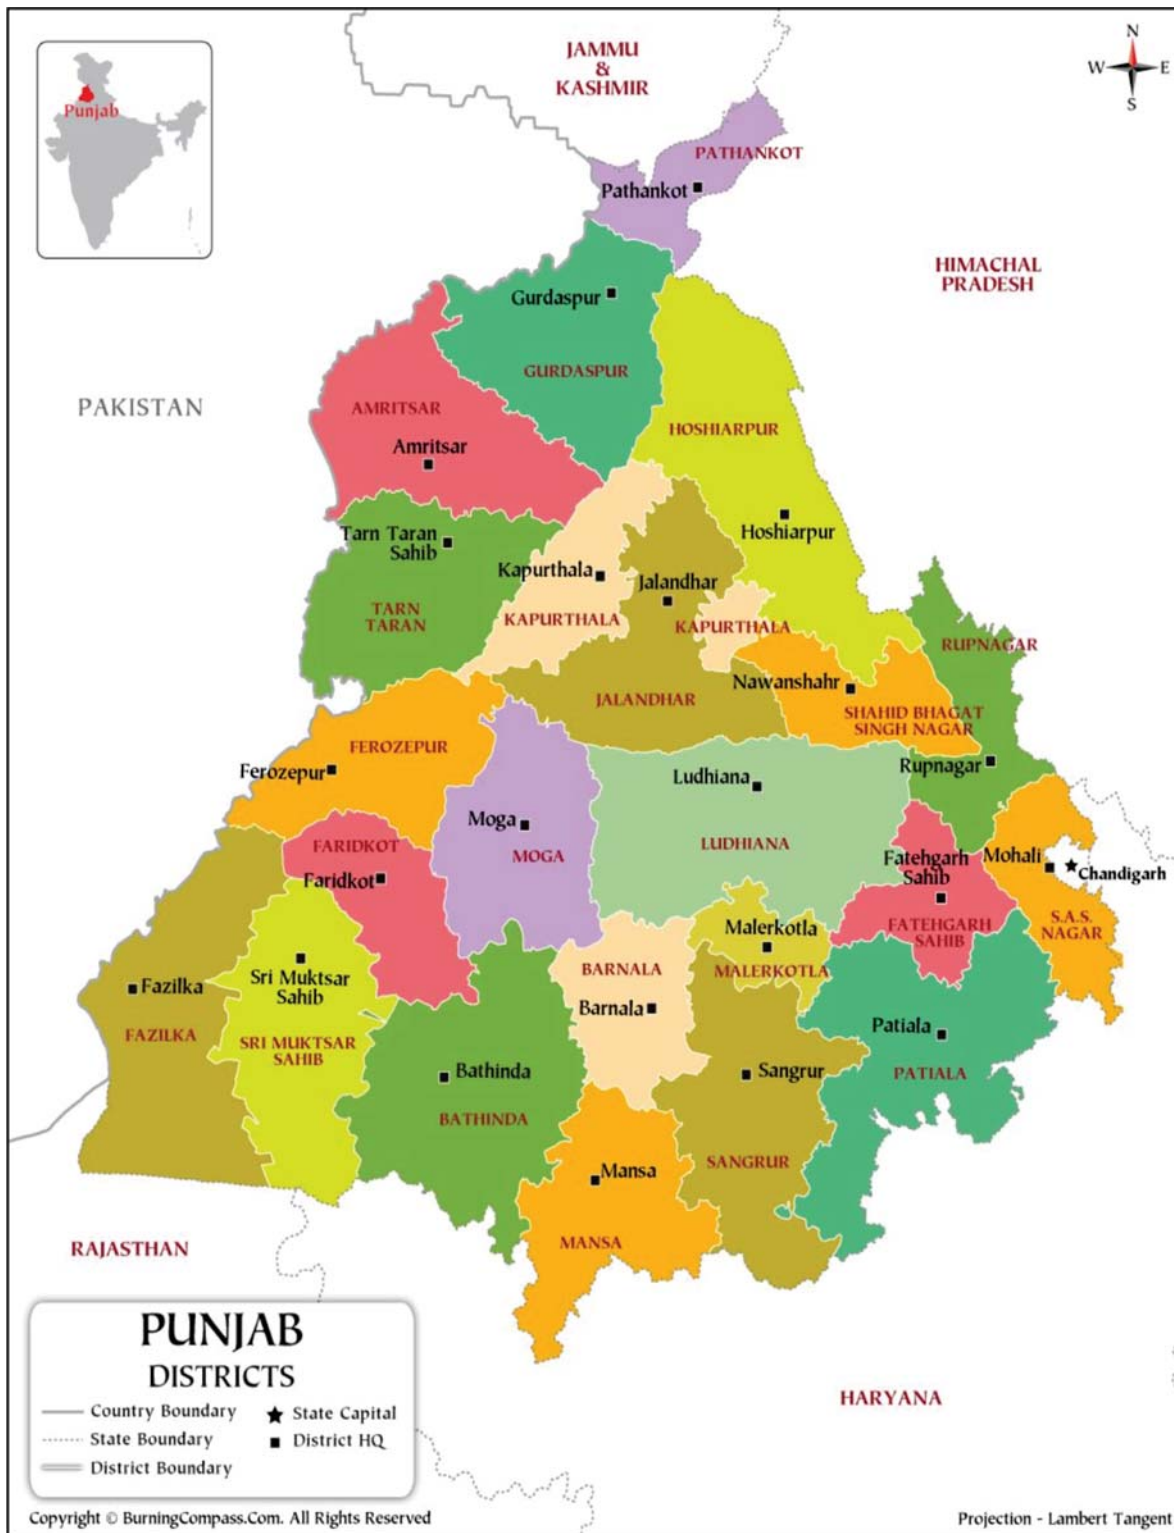 N
W
E
S
Punjab
JAMMU
&
KASHMIR
PATHANKOT
Pathankot
HIMACHAL
PRADESH
Gurdaspur
GURDASPUR
PAKISTAN
AMRITSAR
Amritsar
HOSHIARPUR
Hoshiarpur
Tarn Taran
Sahib
TARN
TARAN
Kapurthala
KAPURTHALA
Jalandhar
KAPURTHALA
JALANDHAR
RUPNAGAR
Nawanshahr
SHAHID BHAGAT
SINGH NAGAR
FEROZEPUR
Ferozepur
Rupnagar
Ludhiana
LUDHIANA
Moga
MOGA
FARIDKOT
Faridkot
Fatehgarh
Sahib
FATEHGARH
SAHIB
Mohali
Chandigarh
S.A.S.
NAGAR
Malerkotla
MALERKOTLA
BARNALA
Barnala
Fazilka
FAZILKA
Sri Muktsar
Sahib
SRI MUKTSAR
SAHIB
Patiala
PATIALA
Bathinda
BATHINDA
Sangrur
SANGRUR
Mansa
MANSA
RAJASTHAN
HARYANA
PUNJAB
DISTRICTS
Country Boundary
State Capital
State Boundary
District HQ
District Boundary
Copyright © BurningCompass.Com. All Rights Reserved
Projection - Lambert Tangent